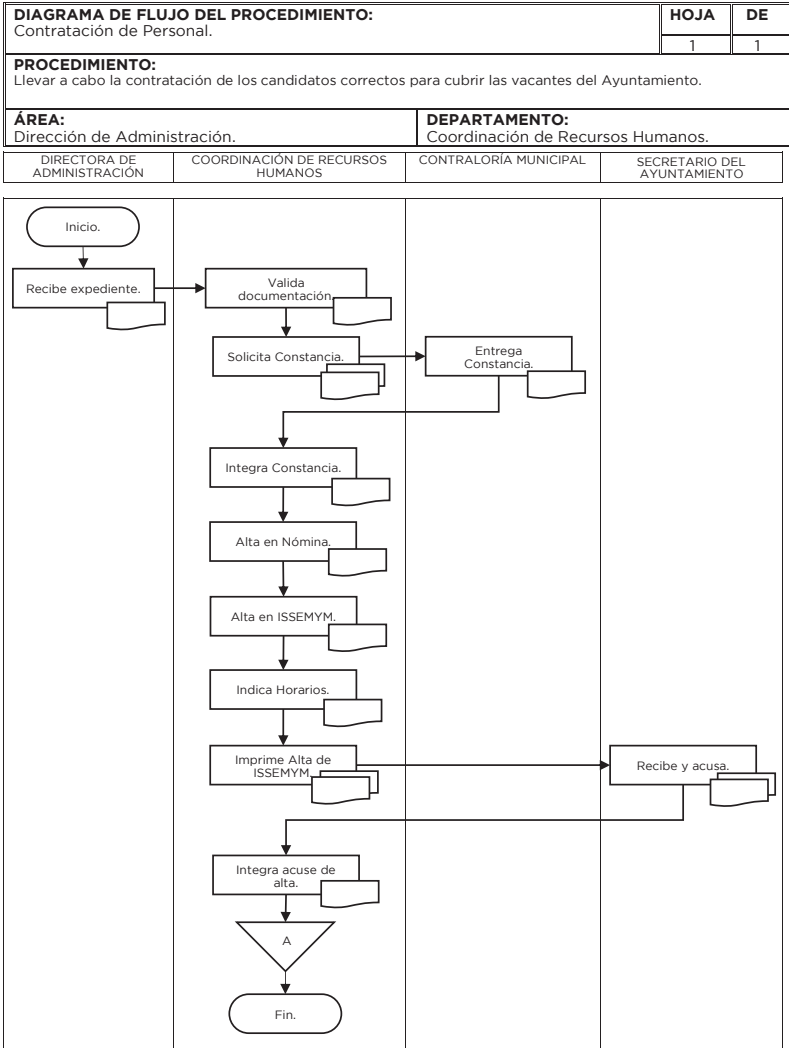 DIAGRAMA DE FLUJO DEL PROCEDIMIENTO:
Contratación de Personal.
HOJA
DE
1
1
PROCEDIMIENTO:
Llevar a cabo la contratación de los candidatos correctos para cubrir las vacantes del Ayuntamiento.
ÁREA:
Dirección de Administración.
DEPARTAMENTO:
Coordinación de Recursos Humanos.
DIRECTORA DE
ADMINISTRACIÓN
COORDINACIÓN DE RECURSOS
HUMANOS
CONTRALORÍA MUNICIPAL
SECRETARIO DEL
AYUNTAMIENTO
Inicio.
Recibe expediente.
Valida
documentación.
Solicita Constancia.
Entrega
Constancia.
Integra Constancia.
Alta en Nómina.
Alta en ISSEMYM.
Indica Horarios.
Imprime Alta de
ISSEMYM.
Recibe y acusa.
Integra acuse de
alta.
A
Fin.